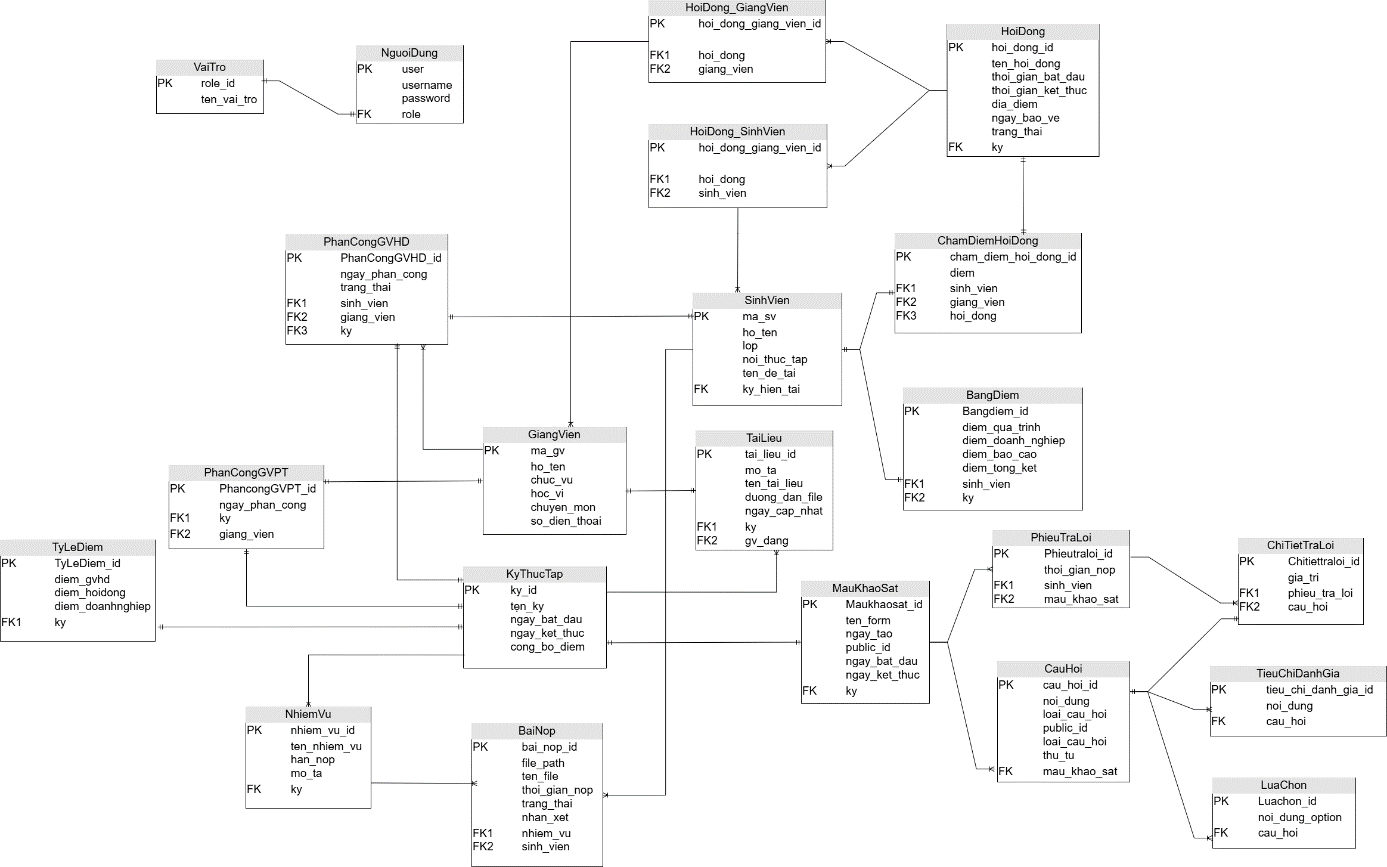 HoiDong_GiangVien
PK hoi_dong_giang_vien_id
FK1 hoi_dong
FK2 giang_vien
HoiDong
PK hoi_dong_id
ten_hoi_dong
thoi_gian_bat_dau
thoi_gian_ket_thuc
dia_diem
ngay_bao_ve
trang_thai
FK ky
VaiTro
PK role_id
ten_vai_tro
NguoiDung
PK user
username
password
FK role
HoiDong_SinhVien
PK hoi_dong_giang_vien_id
FK1 hoi_dong
FK2 sinh_vien
PhanCongGVHD
PK PhanCongGVHD_id
ngay_phan_cong
trang_thai
FK1 sinh_vien
FK2 giang_vien
FK3 ky
ChamDiemHoiDong
PK cham_diem_hoi_dong_id
diem
FK1 sinh_vien
FK2 giang_vien
FK3 hoi_dong
SinhVien
PK ma_sv
ho_ten
lop
noi_thuc_tap
ten_de_tai
FK ky_hien_tai
BangDiem
PK Bangdiem_id
diem_qua_trinh
diem_doanh_nghiep
diem_bao_cao
diem_tong_ket
FK1 sinh_vien
FK2 ky
GiangVien
PK ma_gv
ho_ten
chuc_vu
hoc_vi
chuyen_mon
so_dien_thoai
TaiLieu
PK tai_lieu_id
mo_ta
ten_tai_lieu
duong_dan_file
ngay_cap_nhat
FK1 ky
FK2 gv_dang
PhanCongGVPT
PK PhancongGVPT_id
ngay_phan_cong
FK1 ky
FK2 giang_vien
TyLeDiem
PK TyLeDiem_id
diem_gvhd
diem_hoidong
diem_doanhnghiep
FK1 ky
KyThucTap
PK ky_id
ten_ky
ngay_bat_dau
ngay_ket_thuc
cong_bo_diem
MauKhaoSat
PK Maukhaosat_id
ten_form
ngay_tao
public_id
ngay_bat_dau
ngay_ket_thuc
FK ky
PhieuTraLoi
PK Phieutraloi_id
thoi_gian_nop
FK1 sinh_vien
FK2 mau_khao_sat
ChiTietTraLoi
PK Chitiettraloi_id
gia_tri
FK1 phieu_tra_loi
FK2 cau_hoi
CauHoi
PK cau_hoi_id
noi_dung
loai_cau_hoi
public_id
loai_cau_hoi
thu_tu
FK mau_khao_sat
TieuChiDanhGia
PK tieu_chi_danh_gia_id
noi_dung
FK cau_hoi
NhiemVu
PK nhiem_vu_id
ten_nhiem_vu
han_nop
mo_ta
FK ky
BaiNop
PK bai_nop_id
file_path
ten_file
thoi_gian_nop
trang_thai
nhan_xet
FK1 nhiem_vu
FK2 sinh_vien
LuaChon
PK Luachon_id
noi_dung_option
FK cau_hoi